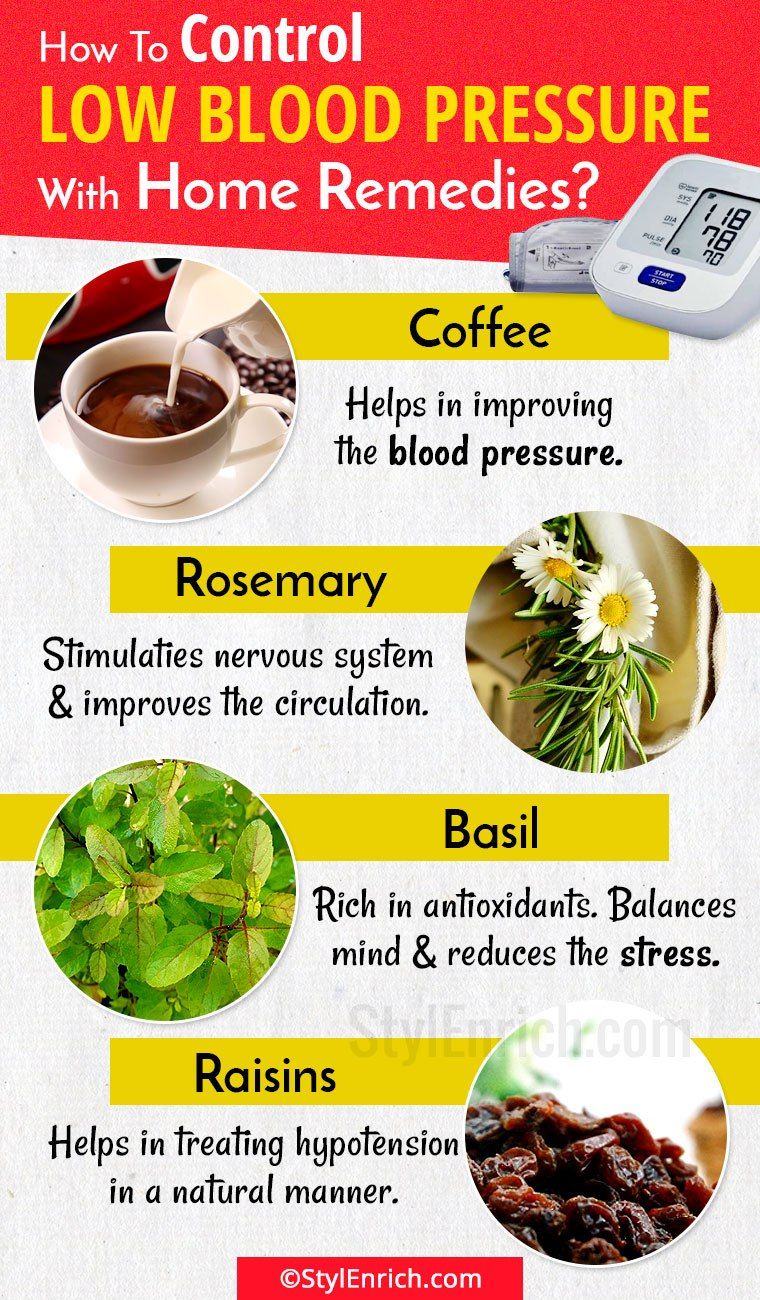 How To Control
LOW BLOOD PRESSURE
With Home Remedies?
SYS
118
DIA
78
PULSE
70
START
STOP
Coffee
Helps in improving
the blood pressure.
Rosemary
Stimulaties nervous system
& improves the circulation.
Basil
Rich in antioxidants. Balances
mind & reduces the stress.
StylEnrich.com
Raisins
Helps in treating hypotension
in a natural manner.
©StylEnrich.com